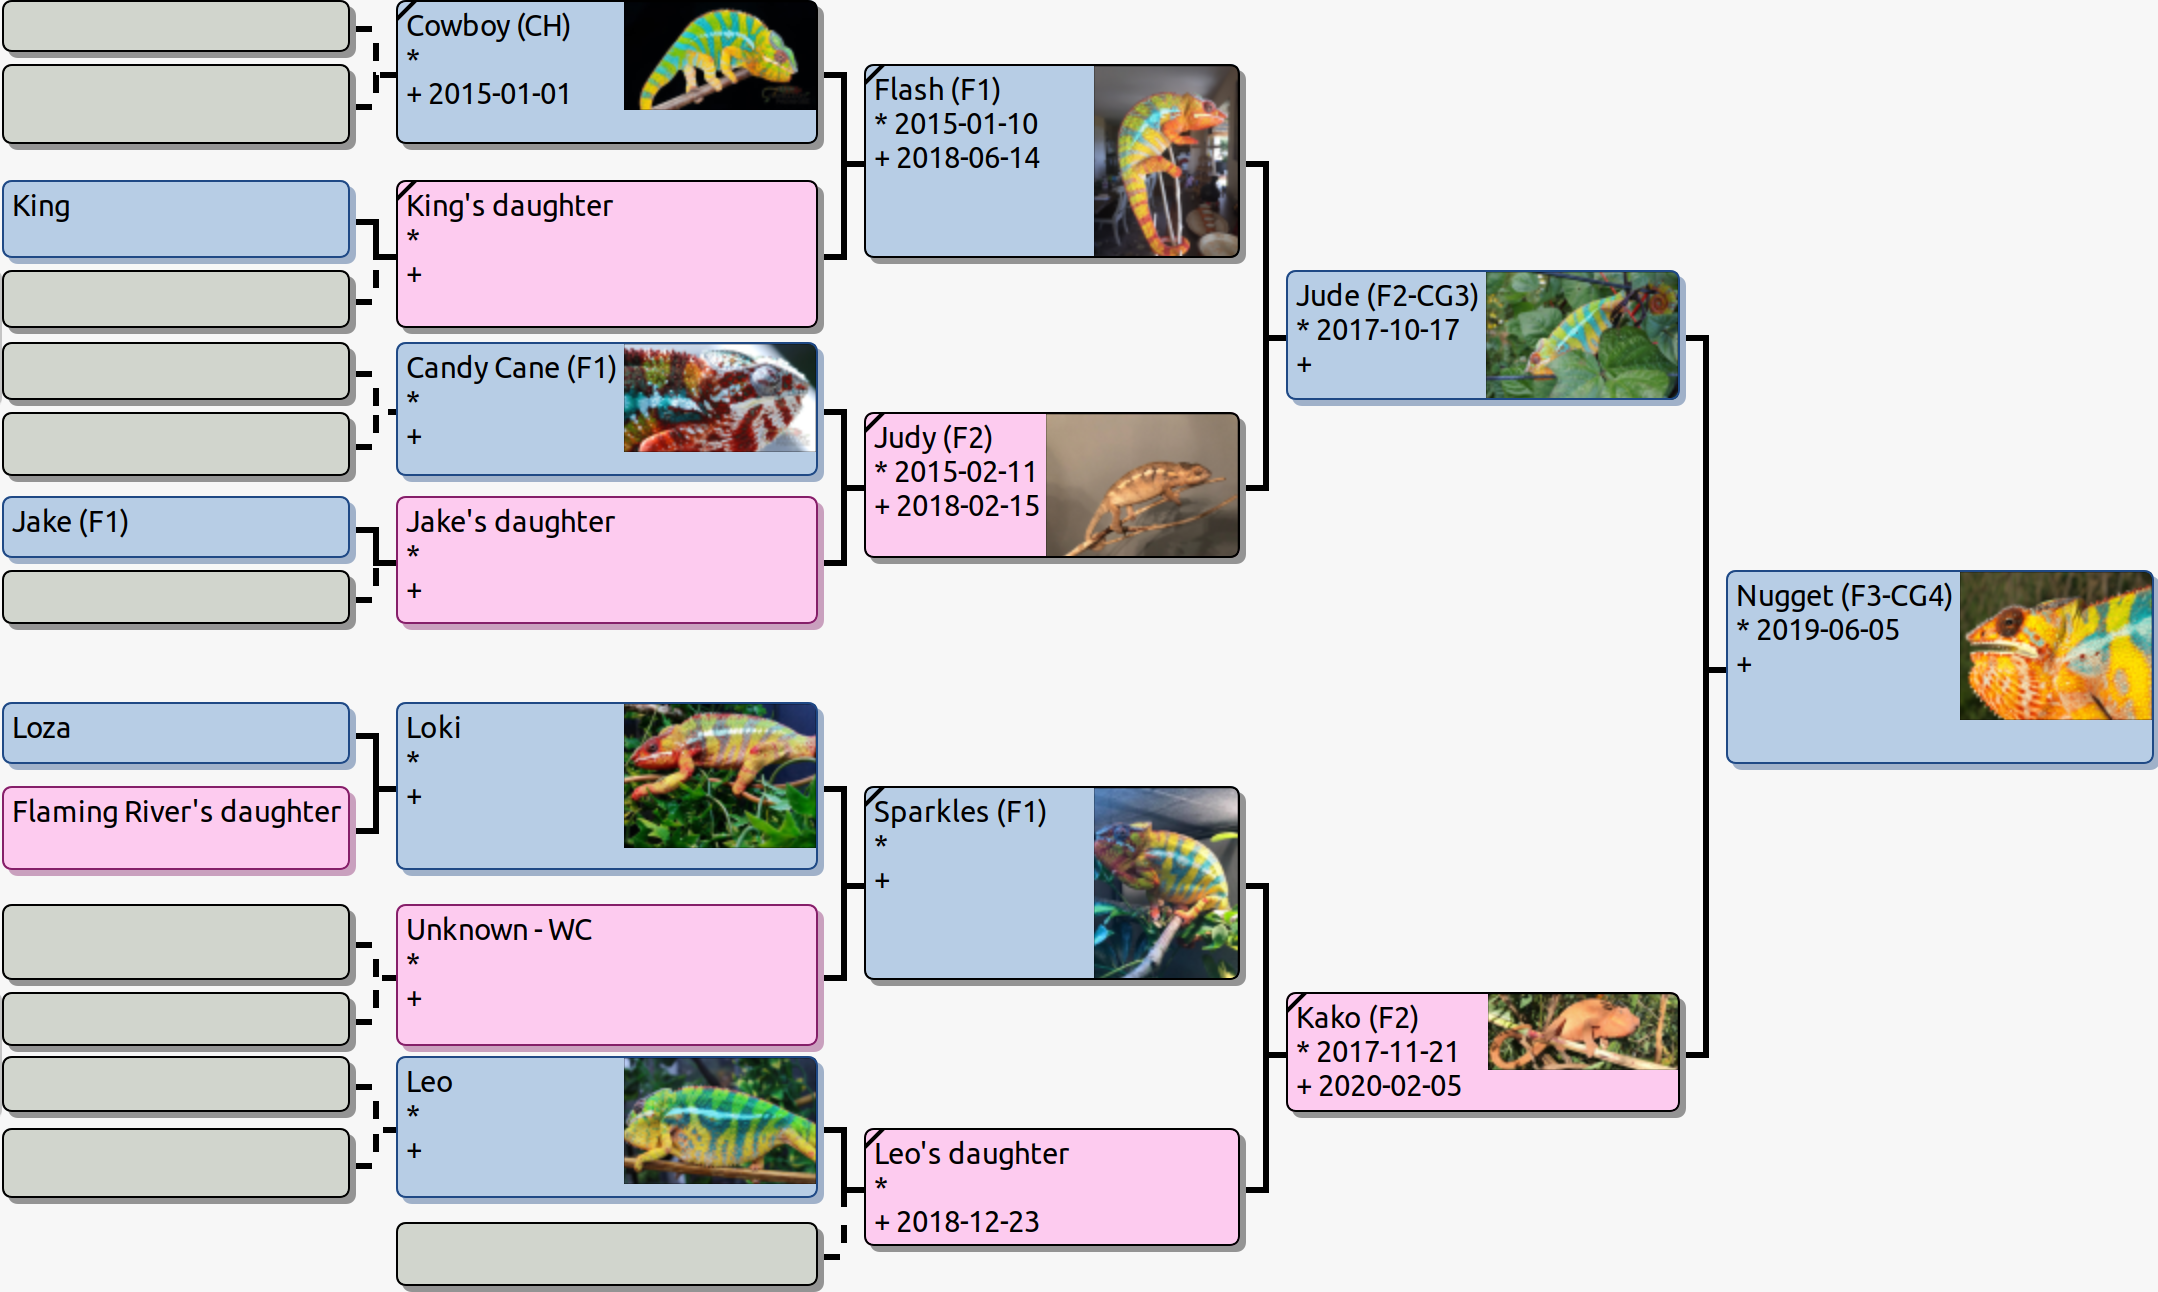 Cowboy (CH)
*
+ 2015-01-01
King
King's daughter
*
+
Candy Cane (F1)
*
+
Jake (F1)
Jake's daughter
*
+
Flash (F1)
* 2015-01-10
+ 2018-06-14
Judy (F2)
* 2015-02-11
+ 2018-02-15
Jude (F2-CG3)
* 2017-10-17
+
Nugget (F3-CG4)
* 2019-06-05
+
Loza
Flaming River's daughter
Loki
*
+
Unknown - WC
*
+
Leo
*
+
Sparkles (F1)
*
+
Leo's daughter
*
+ 2018-12-23
Kako (F2)
* 2017-11-21
+ 2020-02-05